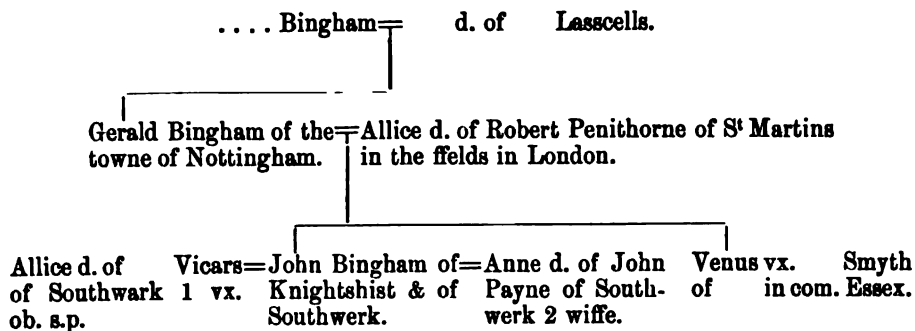 .... Bingham= d. of Lasscells.
Gerald Bingham of the=Allice d. of Robert Penithorne of St Martins
towne of Nottingham. in the ffelds in London.
Allice d. of Vicars=John Bingham of=Anne d. of John Venus vx. Smyth
of Southwark 1 vx. Knightshist & of Payne of South- of in com. Essex.
ob. s.p. Southwerk. werk 2 wiffe.